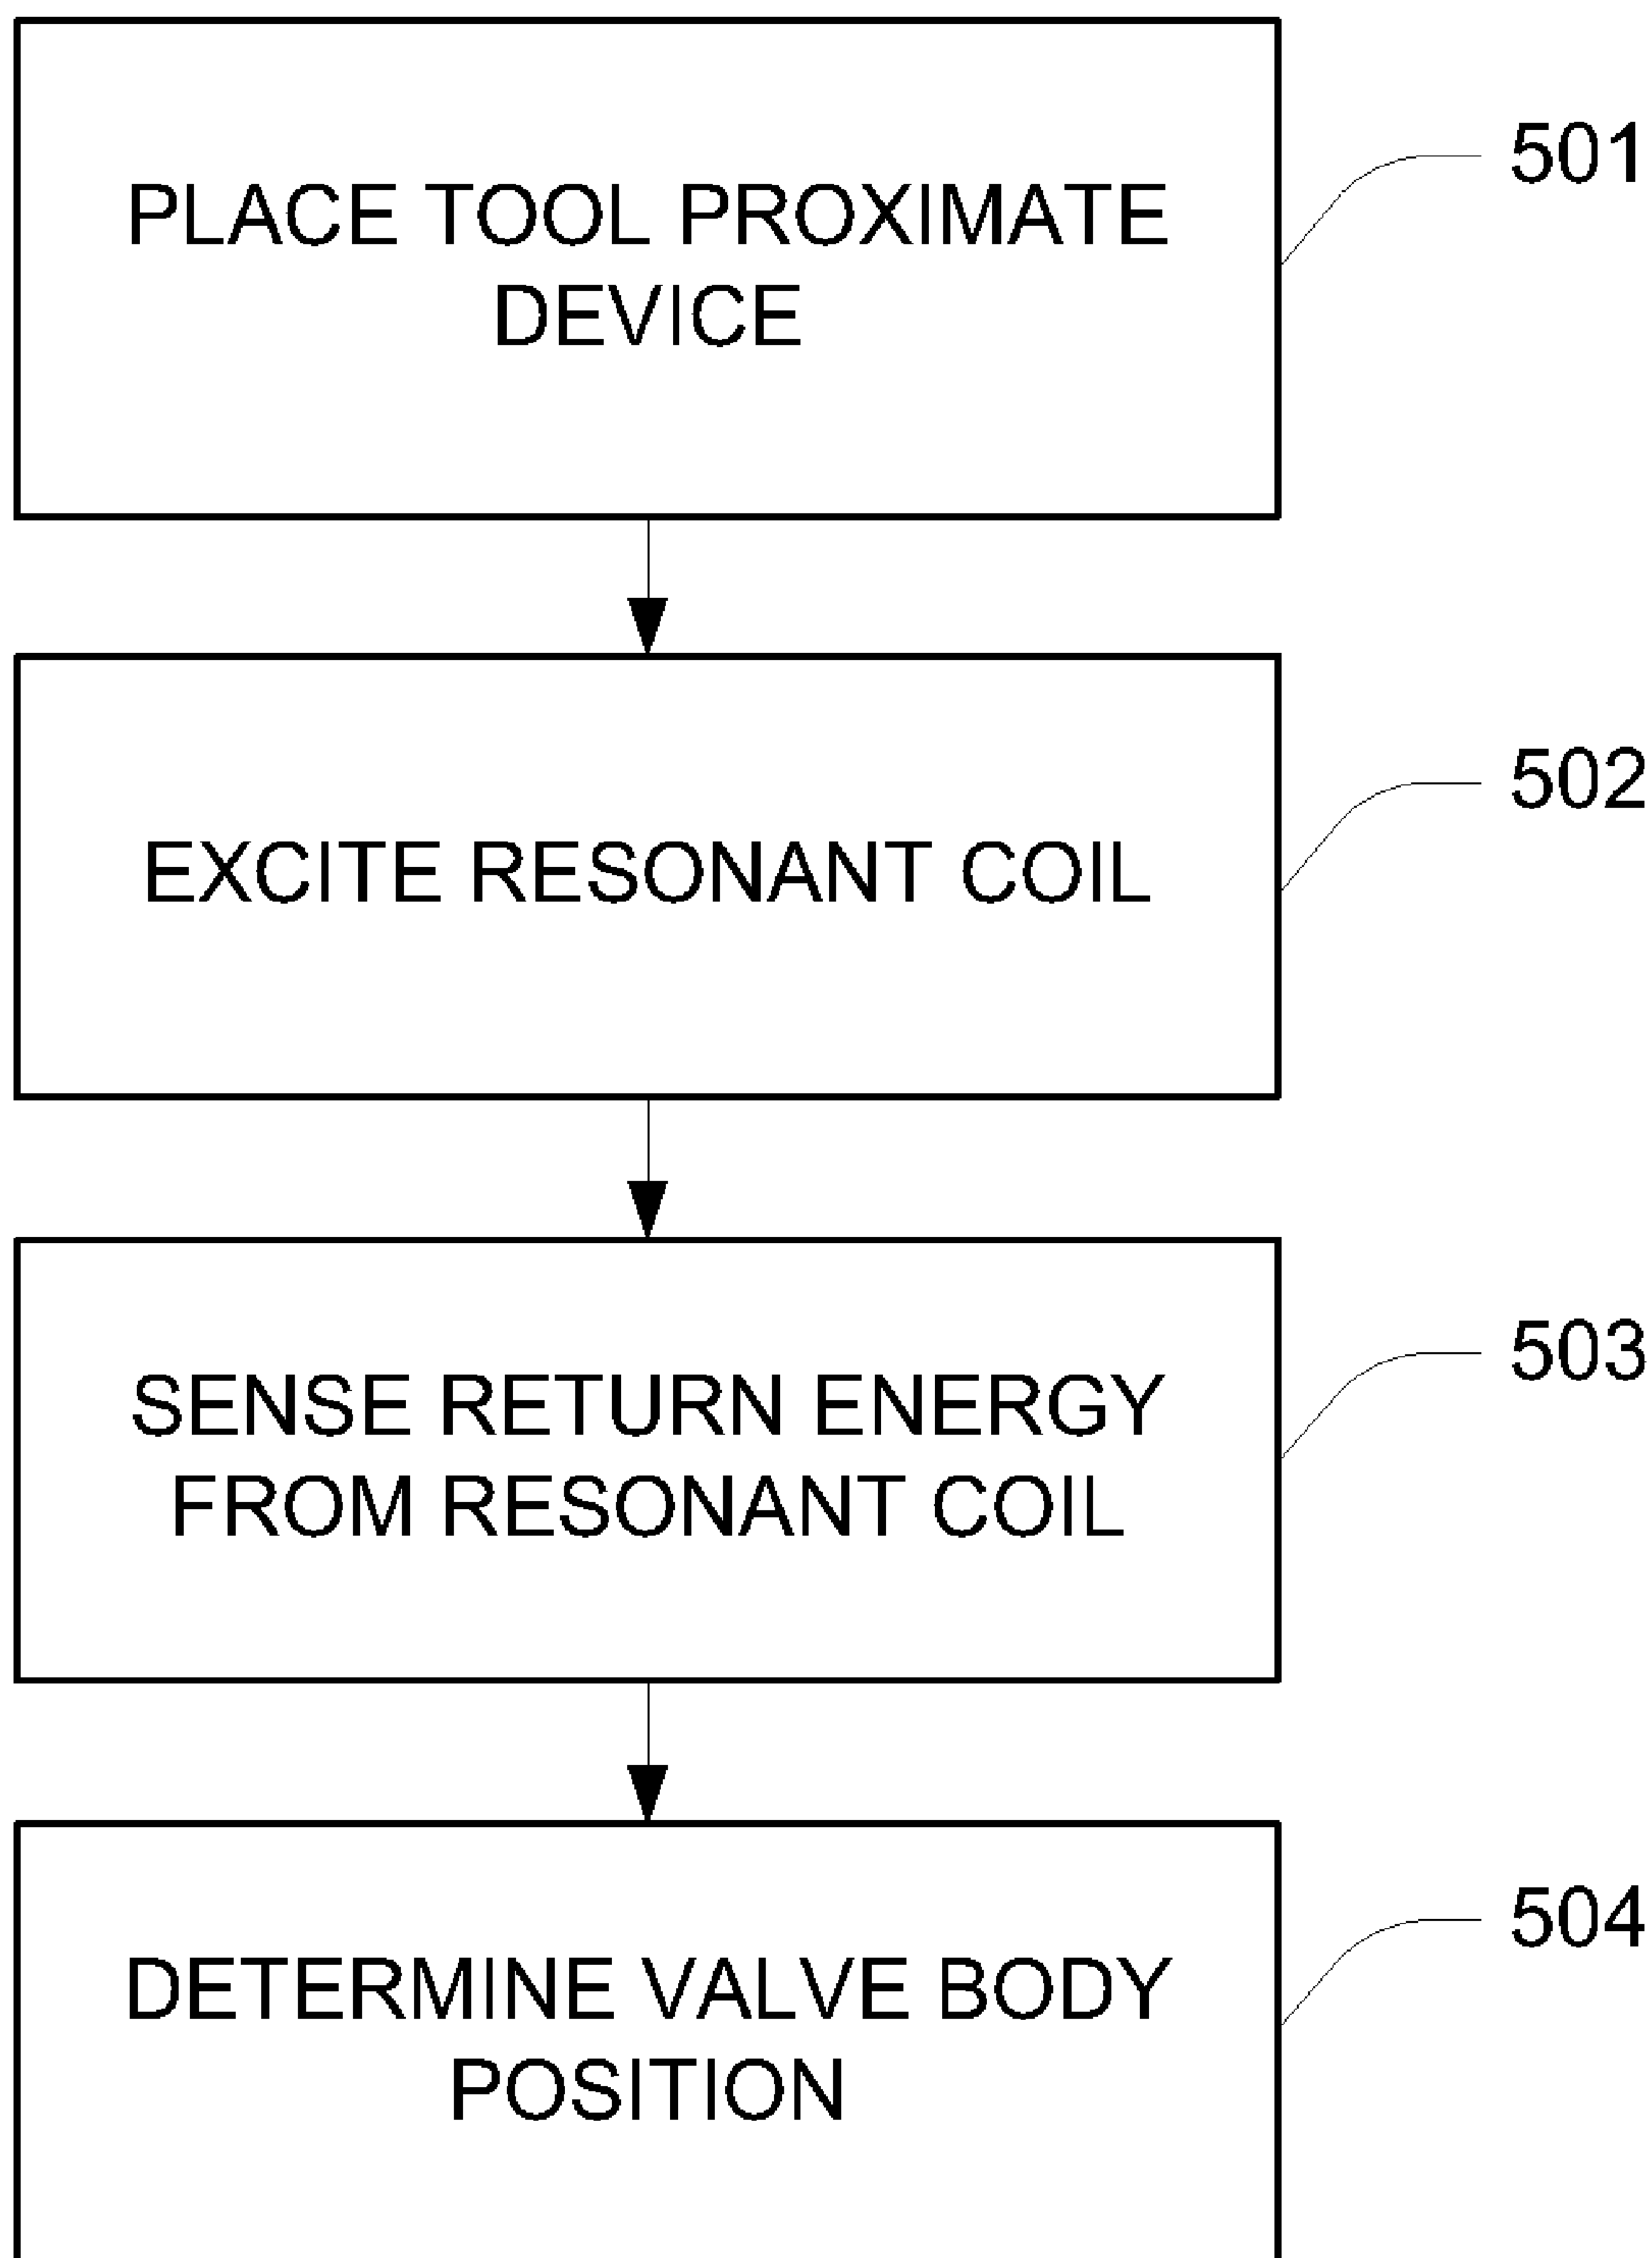 PLACE TOOL PROXIMATE
DEVICE
501
EXCITE RESONANT COIL
502
SENSE RETURN ENERGY
FROM RESONANT COIL
503
DETERMINE VALVE BODY
POSITION
504